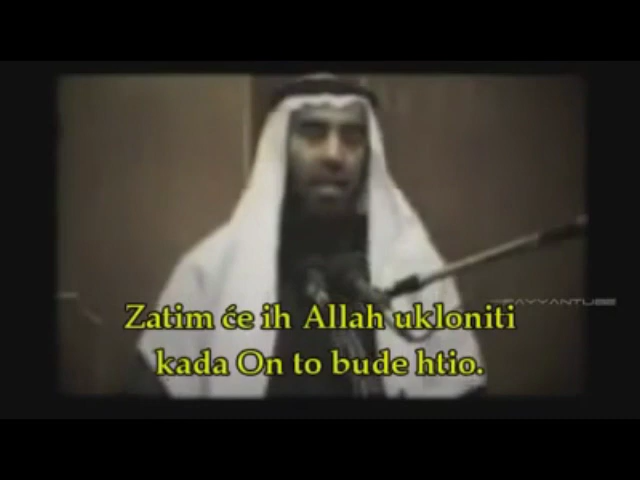 Zatim će ih Allah ukloniti
kada On to bude htio.